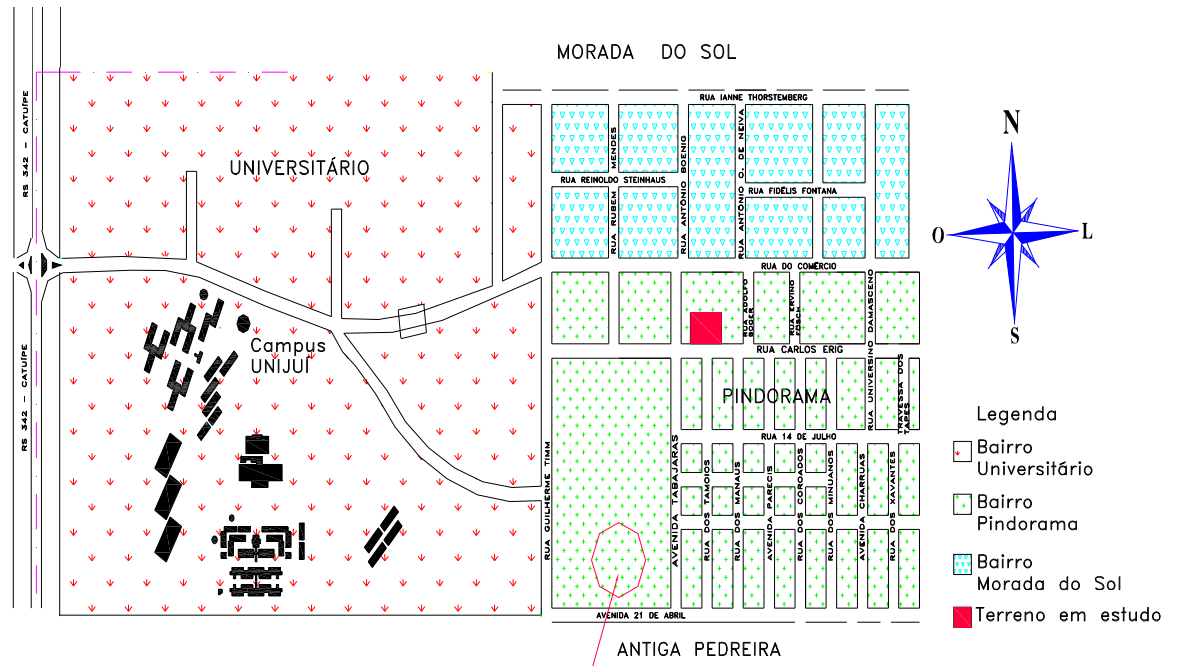 MORADA DO SOL
RUA IANNE THORSTEMBERG
RS 342 - CATUÍPE
UNIVERSITÁRIO
RUA RUBEM MENDES
RUA ANTÔNIO BOENIG
RUA ANTÔNIO O. DE NEIVA
RUA REINOLDO STEINHAUS
RUA FIDÉLIS FONTANA
N
O
L
S
RUA DO COMÉRCIO
RUA ADOLFO
BOGER
RUA ERVINO
FÖSCH
RUA UNIVERSINO DAMASCENO
RUA CARLOS ERIG
Campus
UNIJUÍ
RS 342 - CATUÍPE
PINDORAMA
TRAVESSA DOS
TAPES
RUA 14 DE JULHO
RUA GUILHERME TIMM
AVENIDA TABAJARAS
RUA DOS TAMOIOS
RUA DOS MANAUS
AVENIDA PARECIS
RUA DOS COROADOS
RUA DOS MINUANOS
AVENIDA CHARRUAS
RUA DOS XAVANTES
AVENIDA 21 DE ABRIL
ANTIGA PEDREIRA
Legenda
Bairro
Universitário
Bairro
Pindorama
Bairro
Morada do Sol
Terreno em estudo